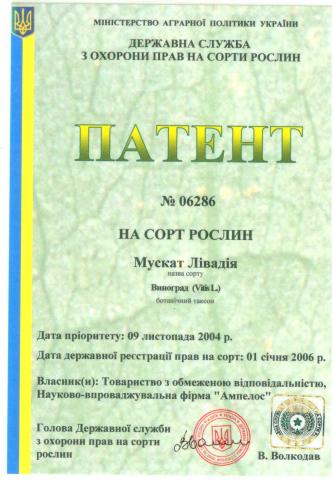 МІНІСТЕРСТВО АГРАРНОЇ ПОЛІТИКИ УКРАЇНИ
ДЕРЖАВНА СЛУЖБА
З ОХОРОНИ ПРАВ НА СОРТИ РОСЛИН
ПАТЕНТ
№ 06286
НА СОРТ РОСЛИН
Мускат Лівадія
назва сорту
Виноград (Vitis L.)
ботанічний таксон
Дата пріоритету: 09 листопада 2004 р.
Дата державної реєстрації прав на сорт: 01 січня 2006 р.
Власник(и): Товариство з обмеженою відповідальністю,
Науково-впроваджувальна фірма "Ампелос"
Голова Державної служби
з охорони прав на сорти
рослин
В. Волкодав